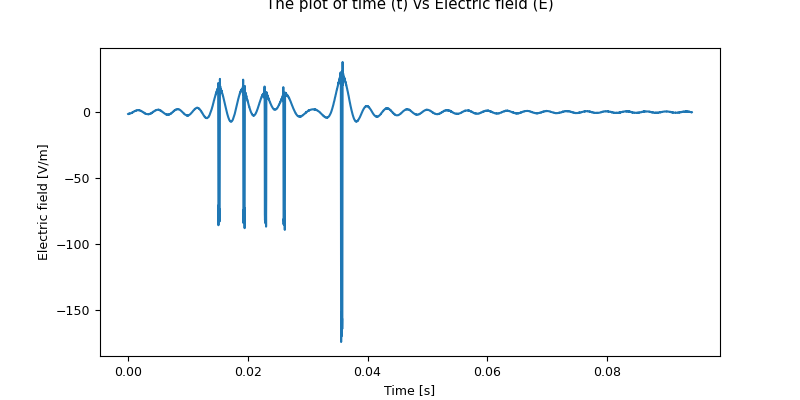 The plot of time (t) vs Electric field (E)
0
−50
−100
−150
Electric field [V/m]
0.00 0.02 0.04 0.06 0.08
Time [s]